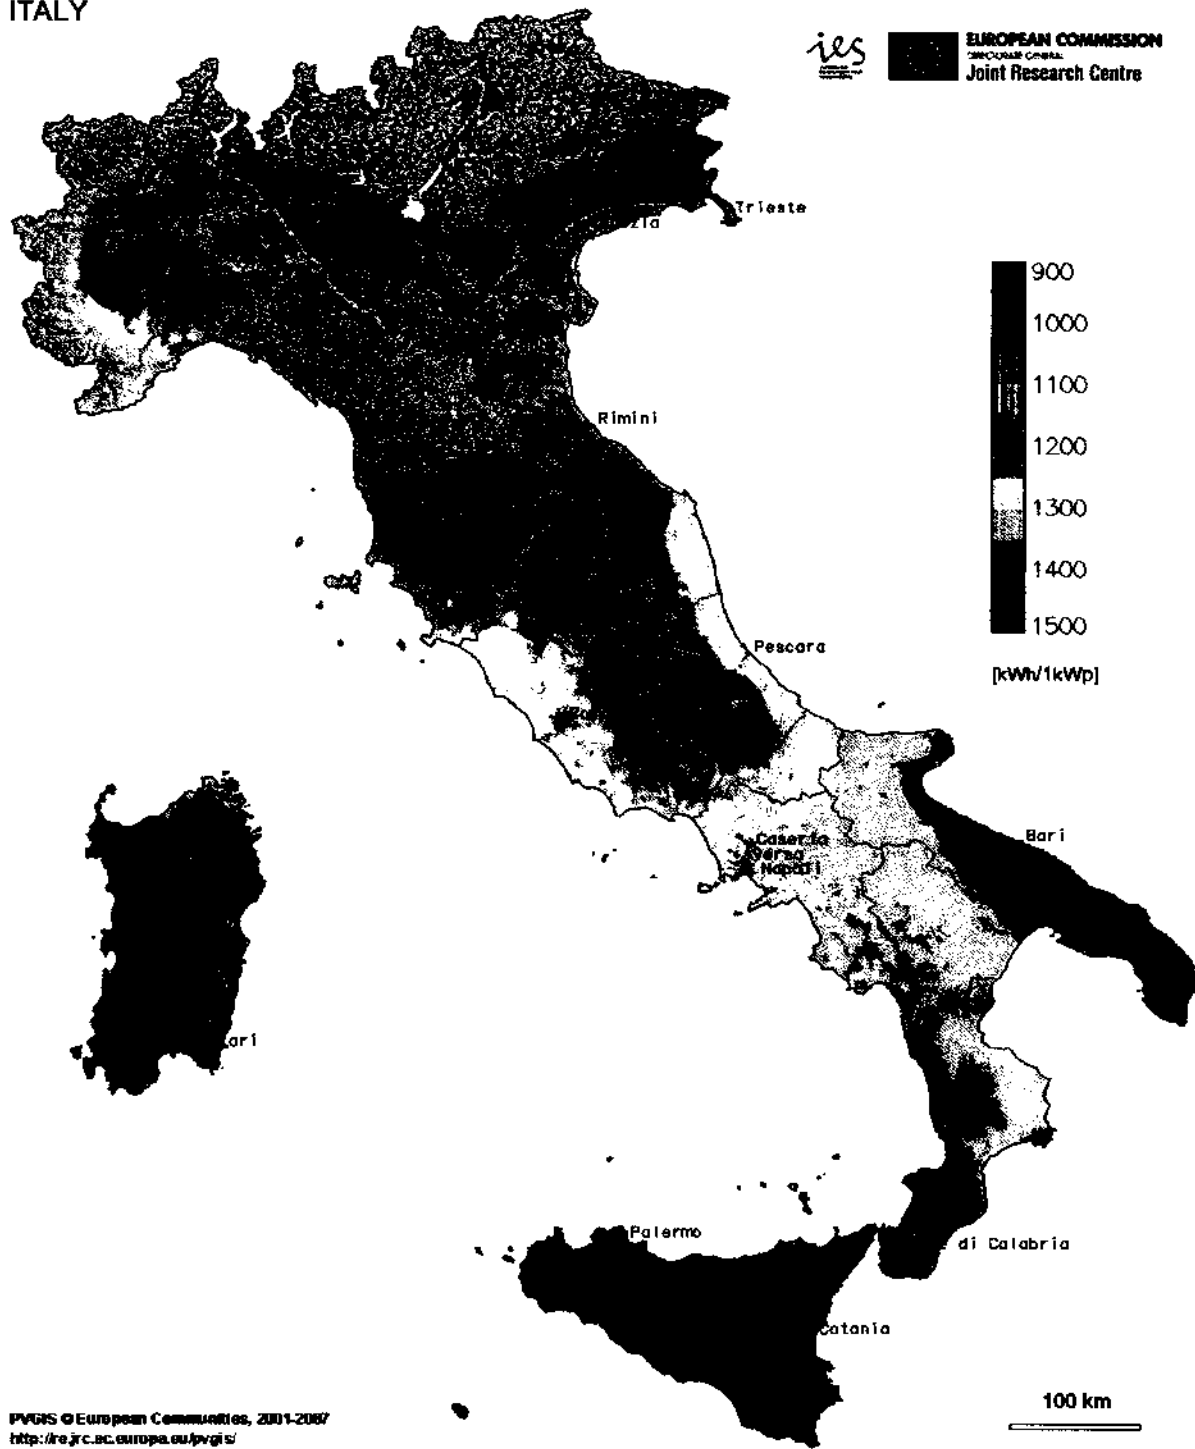 ITALY
ies
EUROPEAN COMMISSION
Joint Research Centre
Trieste
zia
900
1000
1100
1200
1300
1400
1500
[kWh/1kWp]
Rimini
Pescara
Bari
Caserta
Napoli
ari
Palermo
di Calabria
Catania
100 km
PVGIS © European Communities, 2001-2007
http://re.jrc.ec.europa.eu/pvgis/